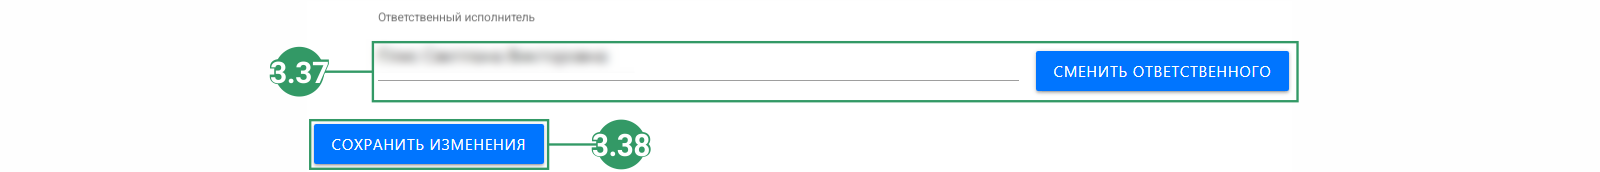 Ответственный исполнитель
3.37
СМЕНИТЬ ОТВЕТСТВЕННОГО
СОХРАНИТЬ ИЗМЕНЕНИЯ
3.38